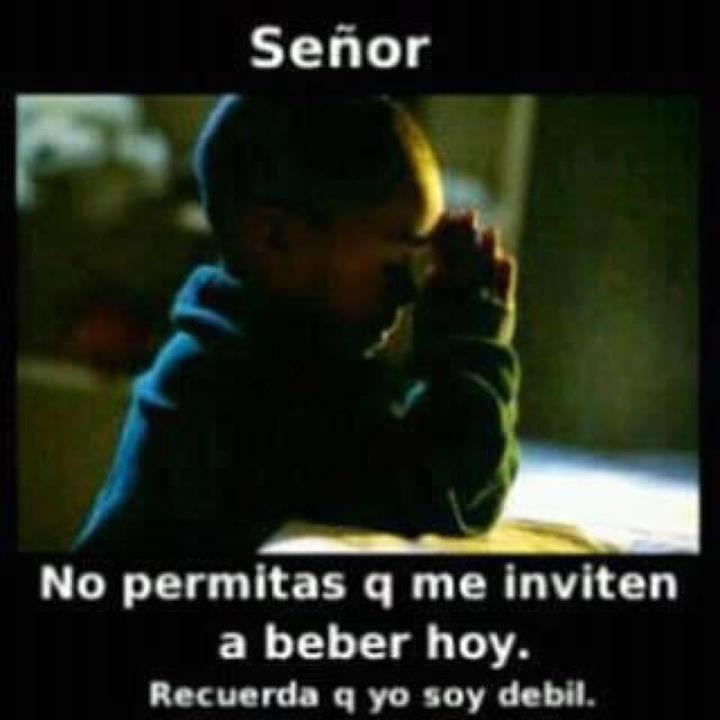 Señor
No permitas q me inviten
a beber hoy.
Recuerda q yo soy debil.